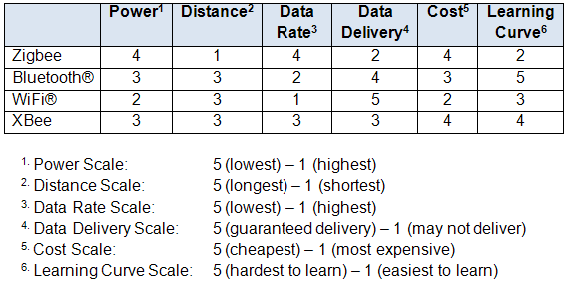 Power1 Distance2 Data Rate3 Data Delivery4 Cost5 Learning Curve6
Zigbee 4 1 4 2 4 2
Bluetooth® 3 3 2 4 3 5
WiFi® 2 3 1 5 2 3
XBee 3 3 3 3 4 4
1. Power Scale: 5 (lowest) – 1 (highest)
2. Distance Scale: 5 (longest) – 1 (shortest)
3. Data Rate Scale: 5 (lowest) – 1 (highest)
4. Data Delivery Scale: 5 (guaranteed delivery) – 1 (may not deliver)
5. Cost Scale: 5 (cheapest) – 1 (most expensive)
6. Learning Curve Scale: 5 (hardest to learn) – 1 (easiest to learn)